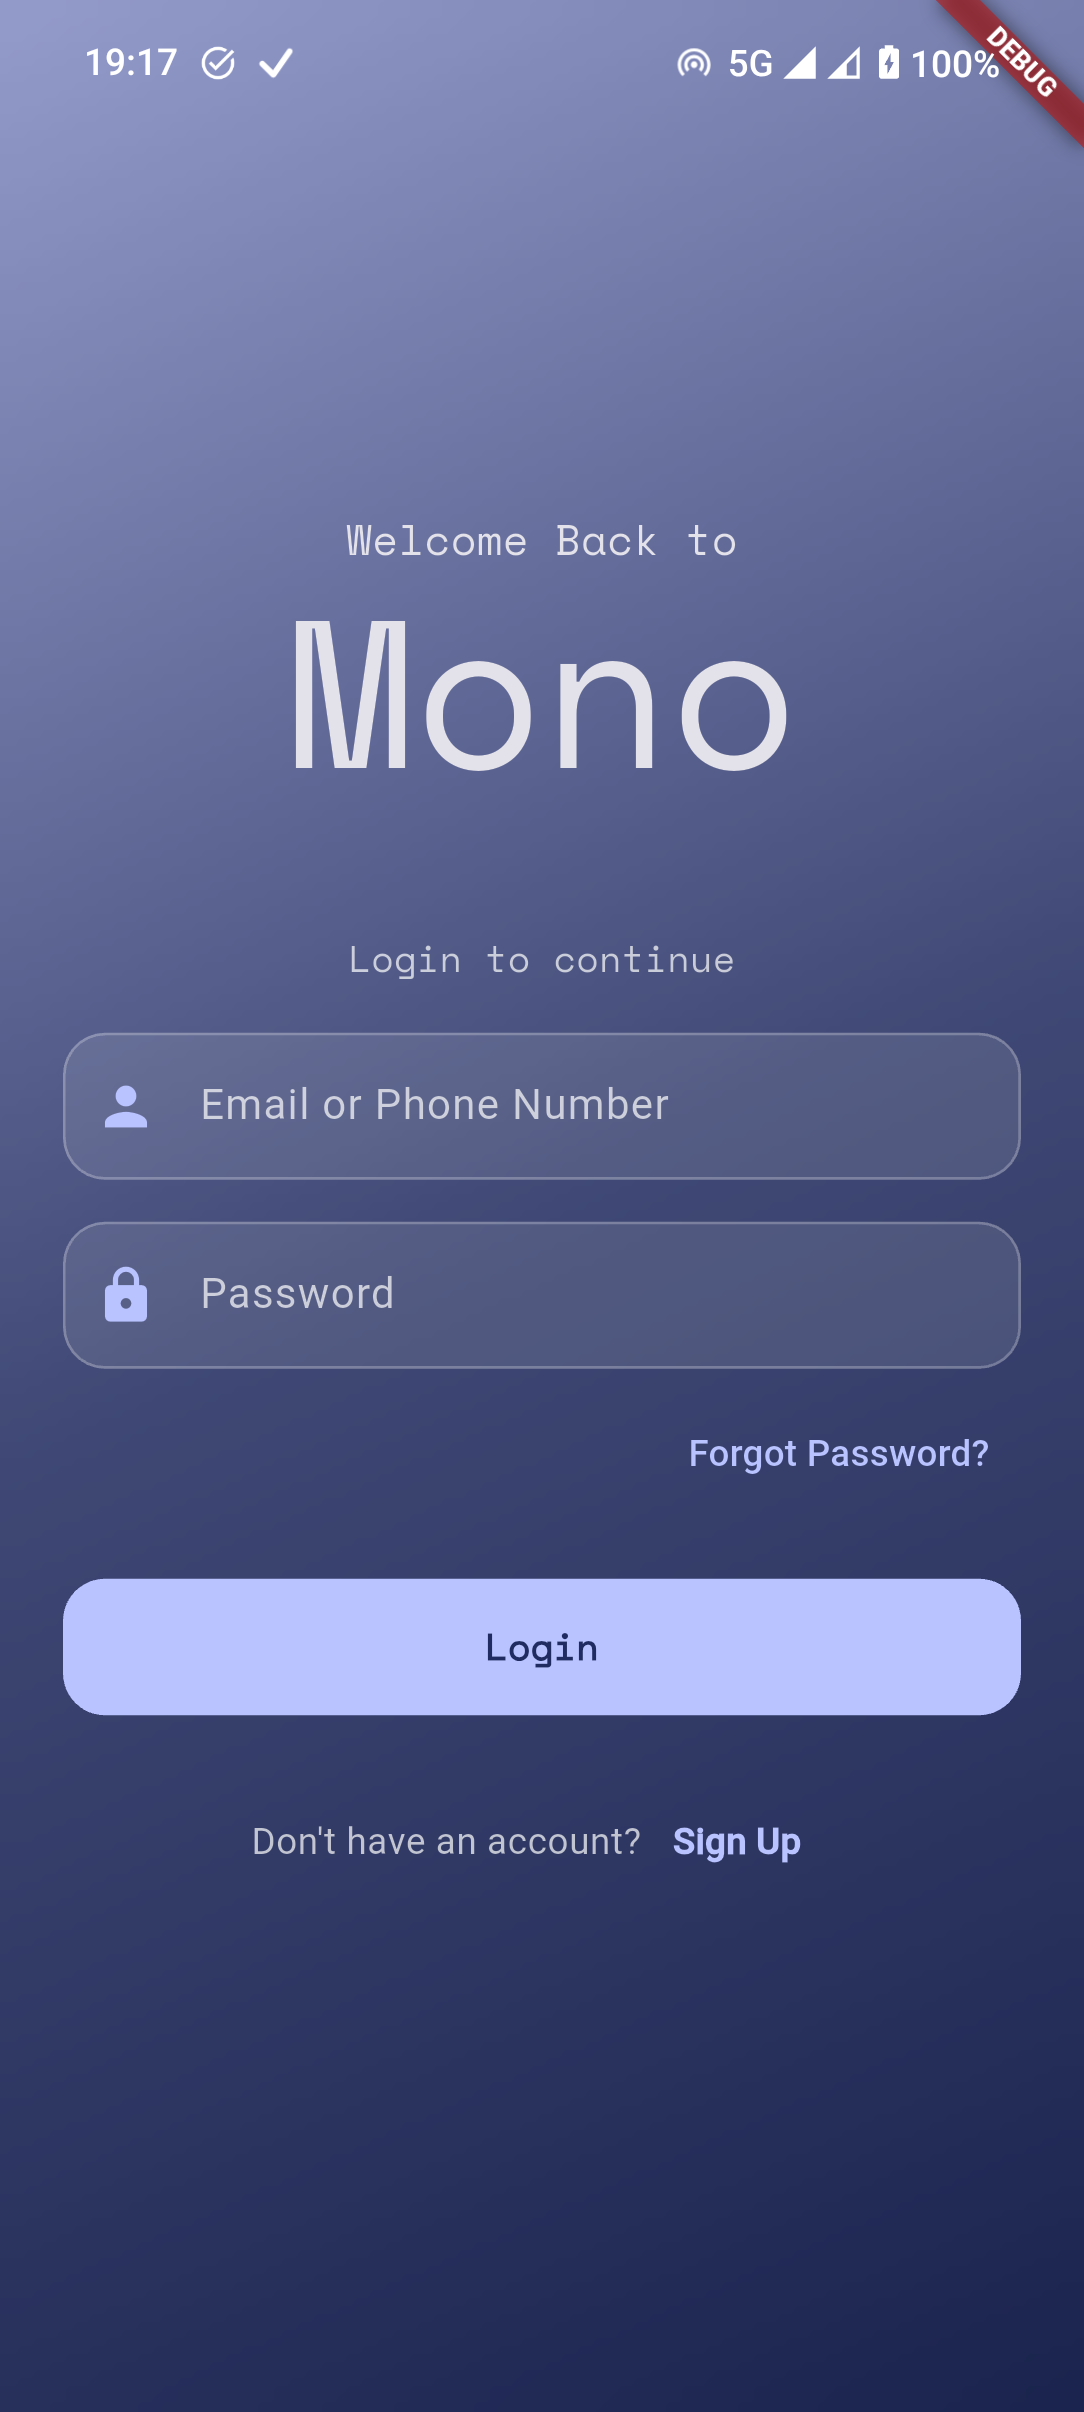 19:17 5G 100%
DEBUG
Welcome Back to
Mono
Login to continue
Email or Phone Number
Password
Forgot Password?
Login
Don't have an account? Sign Up